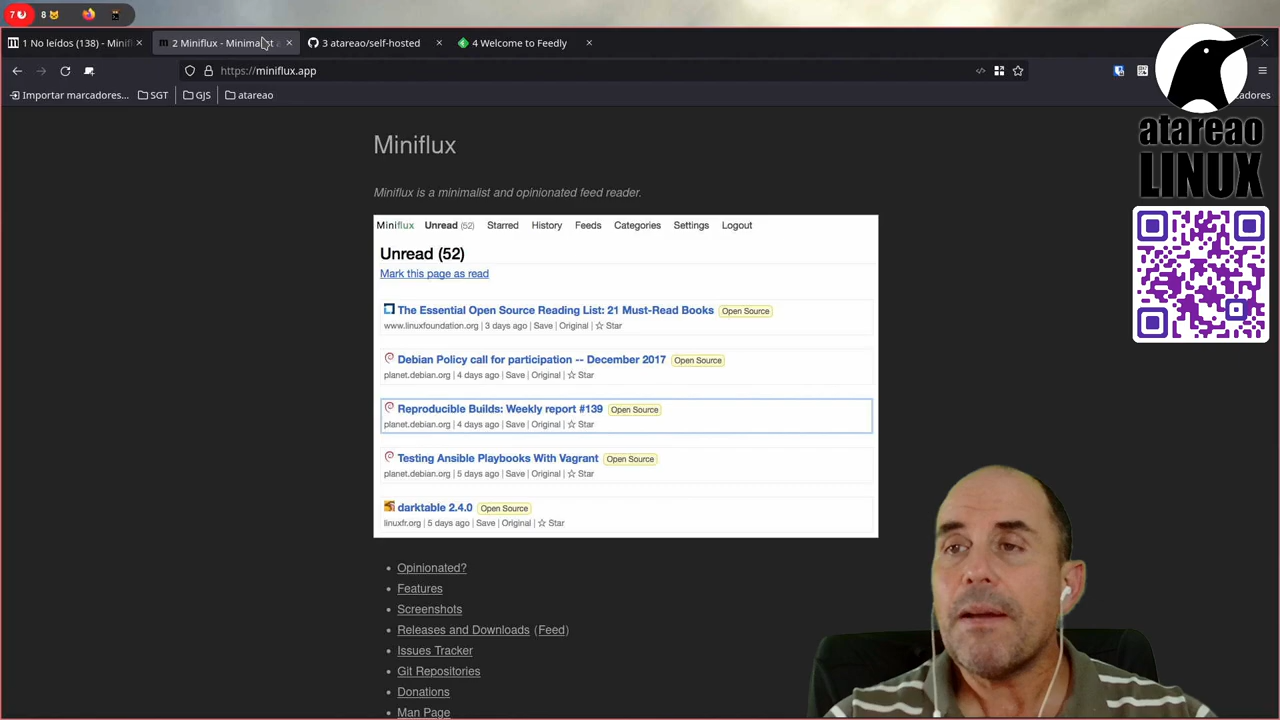 7 8
1 No leídos (138) - Minifl × 2 Miniflux - Minimalist × 3 atareao/self-hosted × 4 Welcome to Feedly ×
https://miniflux.app
Importar marcadores... SGT GJS atareao
Miniflux
Miniflux is a minimalist and opinionated feed reader.
Miniflux Unread (52) Starred History Feeds Categories Settings Logout
Unread (52)
Mark this page as read
The Essential Open Source Reading List: 21 Must-Read Books Open Source
www.linuxfoundation.org | 3 days ago | Save | Original | ☆ Star
Debian Policy call for participation -- December 2017 Open Source
planet.debian.org | 4 days ago | Save | Original | ☆ Star
Reproducible Builds: Weekly report #139 Open Source
planet.debian.org | 4 days ago | Save | Original | ☆ Star
Testing Ansible Playbooks With Vagrant Open Source
planet.debian.org | 5 days ago | Save | Original | ☆ Star
darktable 2.4.0 Open Source
linuxfr.org | 5 days ago | Save | Original | ☆ Star
• Opinionated?
• Features
• Screenshots
• Releases and Downloads (Feed)
• Issues Tracker
• Git Repositories
• Donations
• Man Page
atareao
LINUX